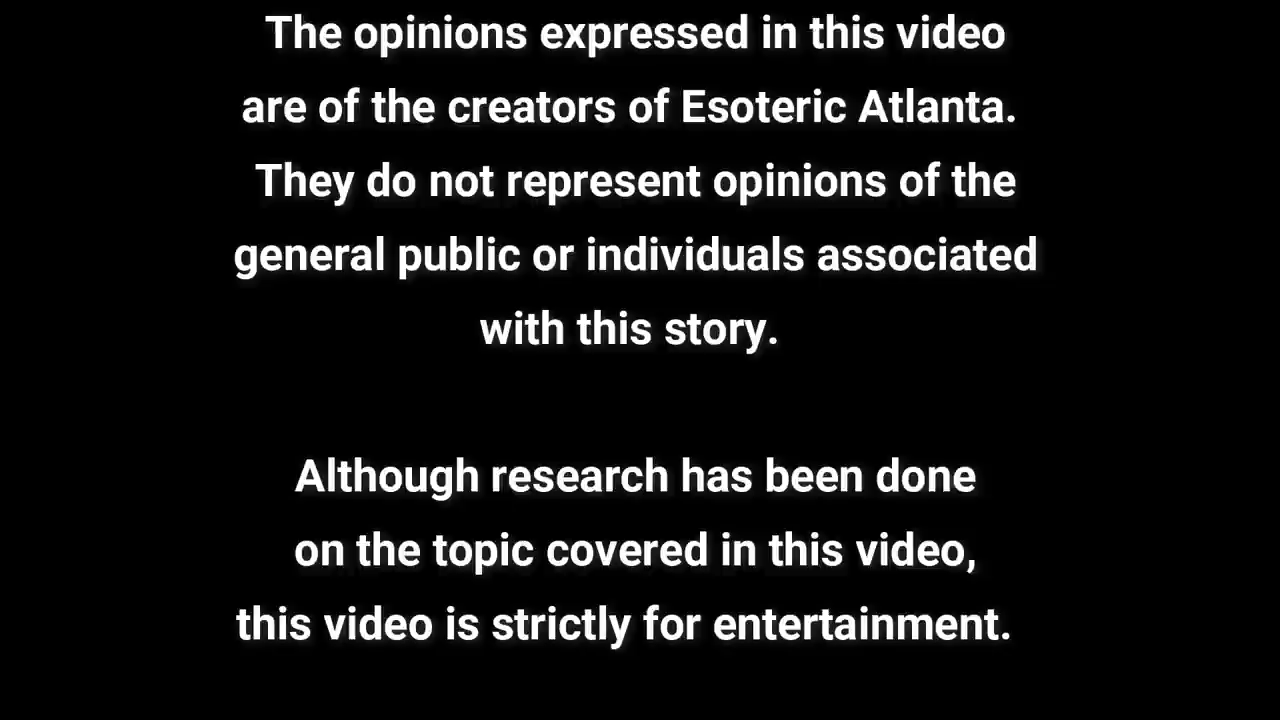 The opinions expressed in this video
are of the creators of Esoteric Atlanta.
They do not represent opinions of the
general public or individuals associated
with this story.
Although research has been done
on the topic covered in this video,
this video is strictly for entertainment.